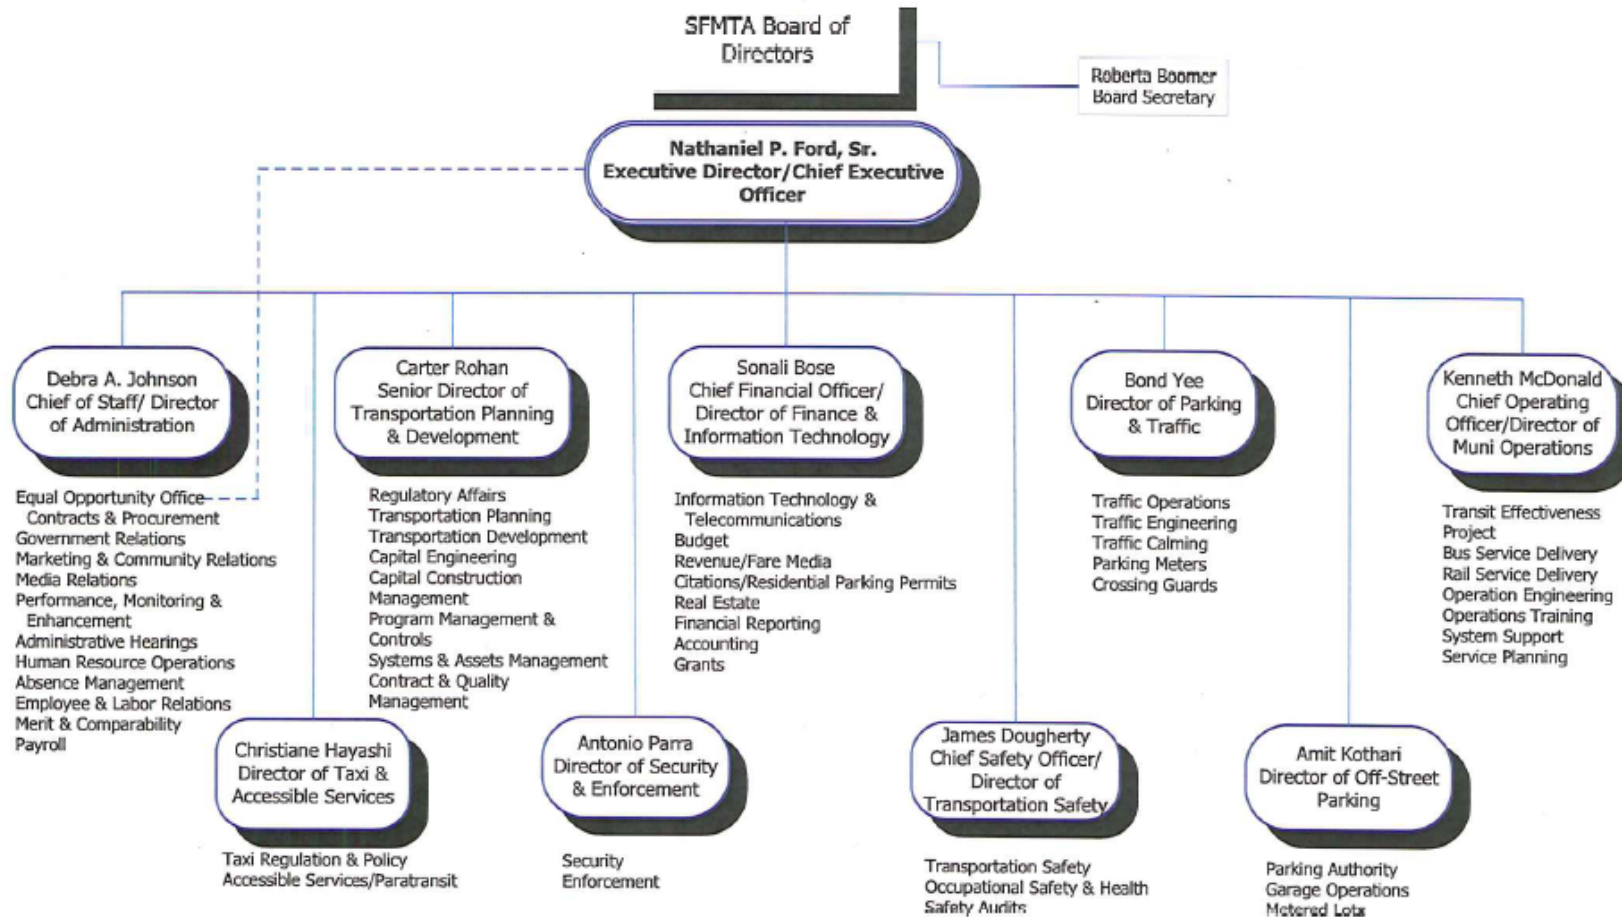 SFMTA Board of
Directors
Roberta Boomer
Board Secretary
Nathaniel P. Ford, Sr.
Executive Director/Chief Executive
Officer
Debra A. Johnson
Chief of Staff/ Director
of Administration
Equal Opportunity Office
Contracts & Procurement
Government Relations
Marketing & Community Relations
Media Relations
Performance, Monitoring &
Enhancement
Administrative Hearings
Human Resource Operations
Absence Management
Employee & Labor Relations
Merit & Comparability
Payroll
Carter Rohan
Senior Director of
Transportation Planning
& Development
Regulatory Affairs
Transportation Planning
Transportation Development
Capital Engineering
Capital Construction
Management
Program Management &
Controls
Systems & Assets Management
Contract & Quality
Management
Sonali Bose
Chief Financial Officer/
Director of Finance &
Information Technology
Information Technology &
Telecommunications
Budget
Revenue/Fare Media
Citations/Residential Parking Permits
Real Estate
Financial Reporting
Accounting
Grants
Bond Yee
Director of Parking
& Traffic
Traffic Operations
Traffic Engineering
Traffic Calming
Parking Meters
Crossing Guards
Kenneth McDonald
Chief Operating
Officer/Director of
Muni Operations
Transit Effectiveness
Project
Bus Service Delivery
Rail Service Delivery
Operation Engineering
Operations Training
System Support
Service Planning
Christiane Hayashi
Director of Taxi &
Accessible Services
Taxi Regulation & Policy
Accessible Services/Paratransit
Antonio Parra
Director of Security
& Enforcement
Security
Enforcement
James Dougherty
Chief Safety Officer/
Director of
Transportation Safety
Transportation Safety
Occupational Safety & Health
Safety Audits
Amit Kothari
Director of Off-Street
Parking
Parking Authority
Garage Operations
Metered Lots